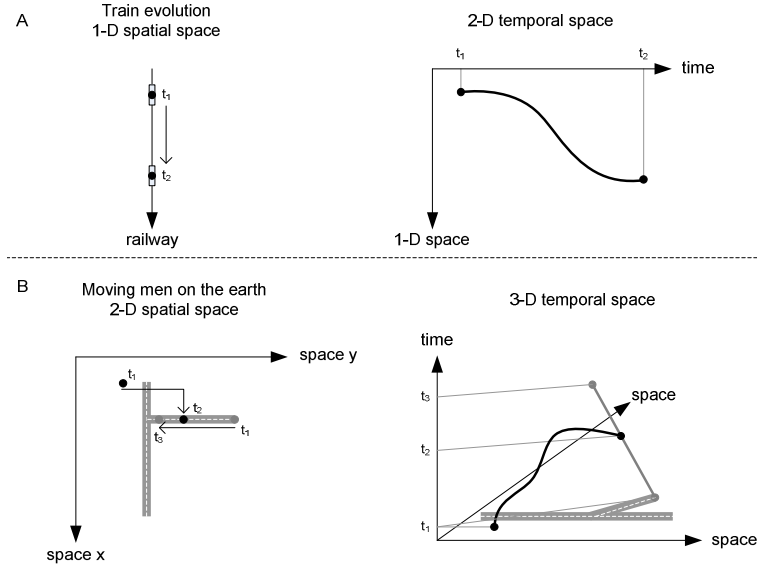 A
Train evolution
1-D spatial space
t1
t2
railway
2-D temporal space
t1
t2
time
1-D space
B
Moving men on the earth
2-D spatial space
space y
t1
t2
t3
t1
space x
3-D temporal space
time
space
t3
t2
t1
space